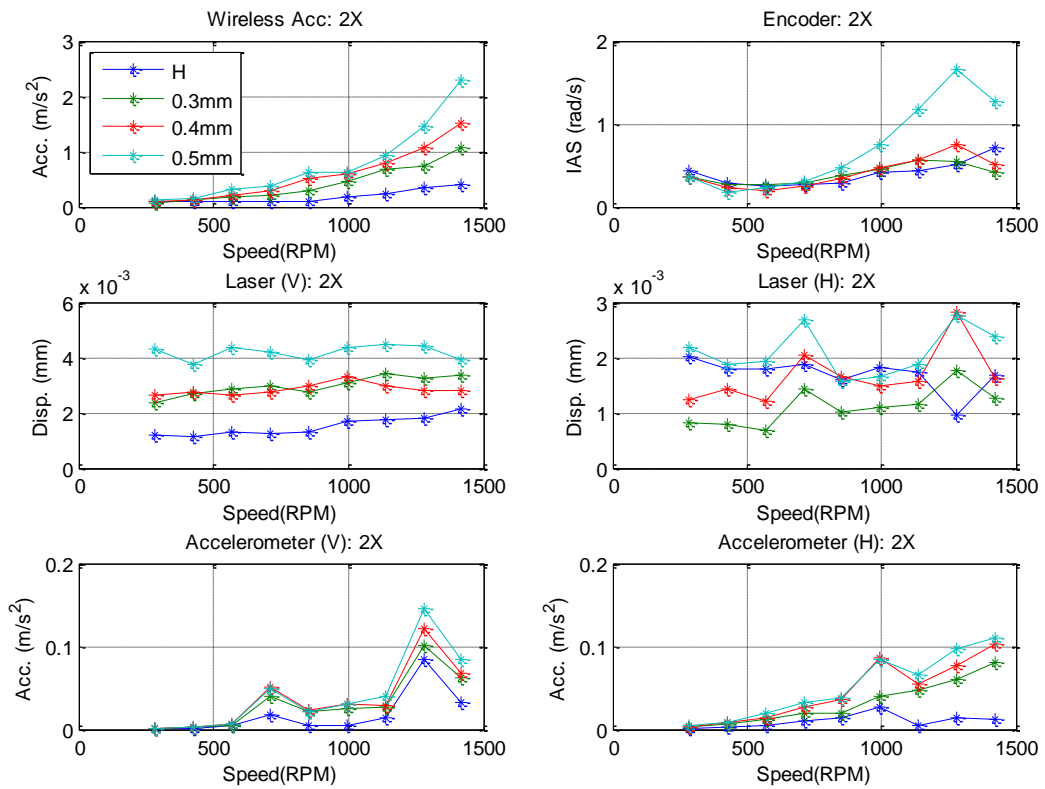 Wireless Acc: 2X
3
2
1
0
Acc. (m/s²)
H
0.3mm
0.4mm
0.5mm
0
500
1000
1500
Speed(RPM)
Encoder: 2X
2
1
0
IAS (rad/s)
0
500
1000
1500
Speed(RPM)
Laser (V): 2X
x 10⁻³
6
4
2
0
Disp. (mm)
0
500
1000
1500
Speed(RPM)
Laser (H): 2X
x 10⁻³
3
2
1
0
Disp. (mm)
0
500
1000
1500
Speed(RPM)
Accelerometer (V): 2X
0.2
0.1
0
Acc. (m/s²)
0
500
1000
1500
Speed(RPM)
Accelerometer (H): 2X
0.2
0.1
0
Acc. (m/s²)
0
500
1000
1500
Speed(RPM)